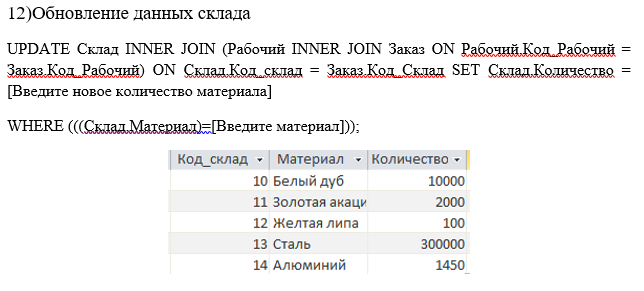 12)Обновление данных склада
UPDATE Склад INNER JOIN (Рабочий INNER JOIN Заказ ON Рабочий.Код_Рабочий =
Заказ.Код_Рабочий) ON Склад.Код_склад = Заказ.Код_Склад SET Склад.Количество =
[Введите новое количество материала]
WHERE (((Склад.Материал)=[Введите материал]));
Код_склад Материал Количество
10 Белый дуб 10000
11 Золотая акаци 2000
12 Желтая липа 100
13 Сталь 300000
14 Алюминий 1450